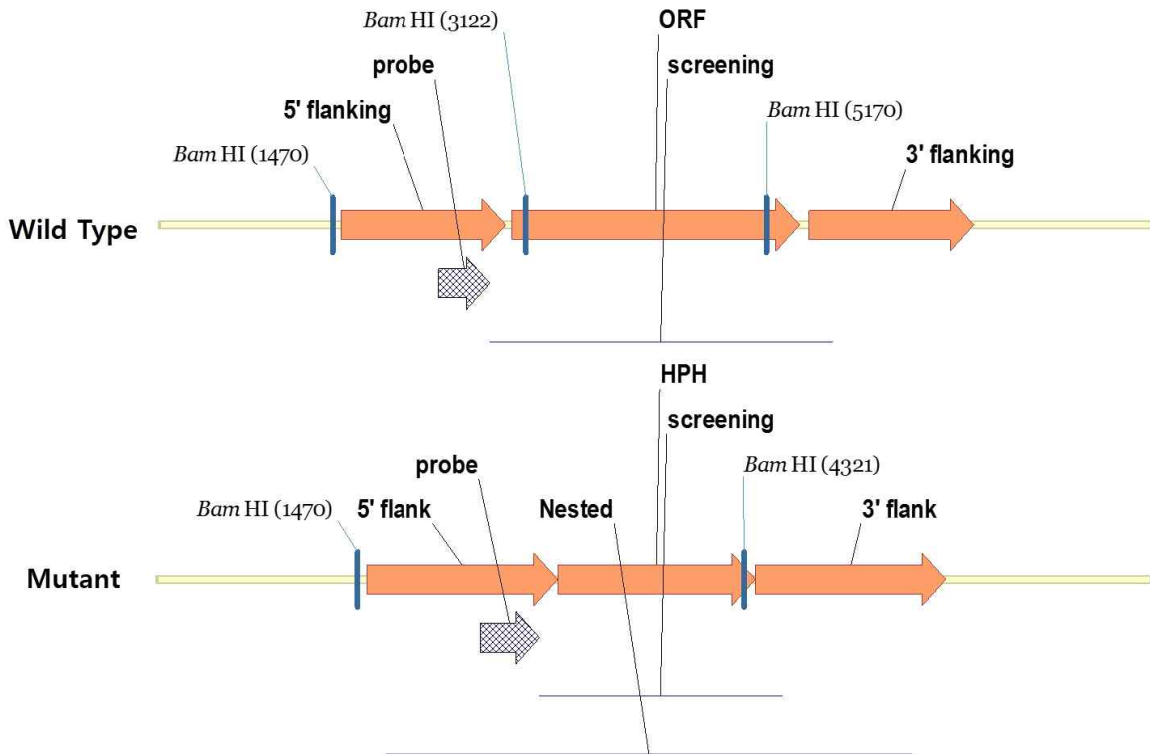 ORF
Bam HI (3122)
probe
screening
5' flanking
Bam HI (5170)
Bam HI (1470)
3' flanking
Wild Type
HPH
screening
probe
Bam HI (4321)
Bam HI (1470)
5' flank
Nested
3' flank
Mutant